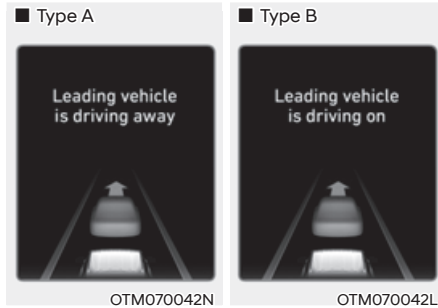 ■ Type A
Leading vehicle
is driving away
OTM070042N
■ Type B
Leading vehicle
is driving on
OTM070042L